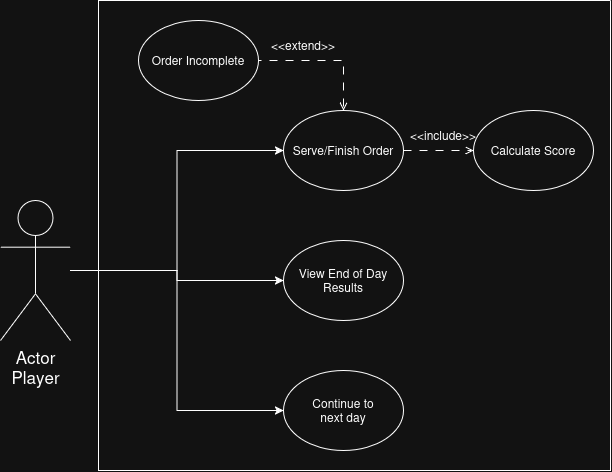 <<extend>>
Order Incomplete
<<include>>
Serve/Finish Order
Calculate Score
View End of Day
Results
Actor
Player
Continue to
next day